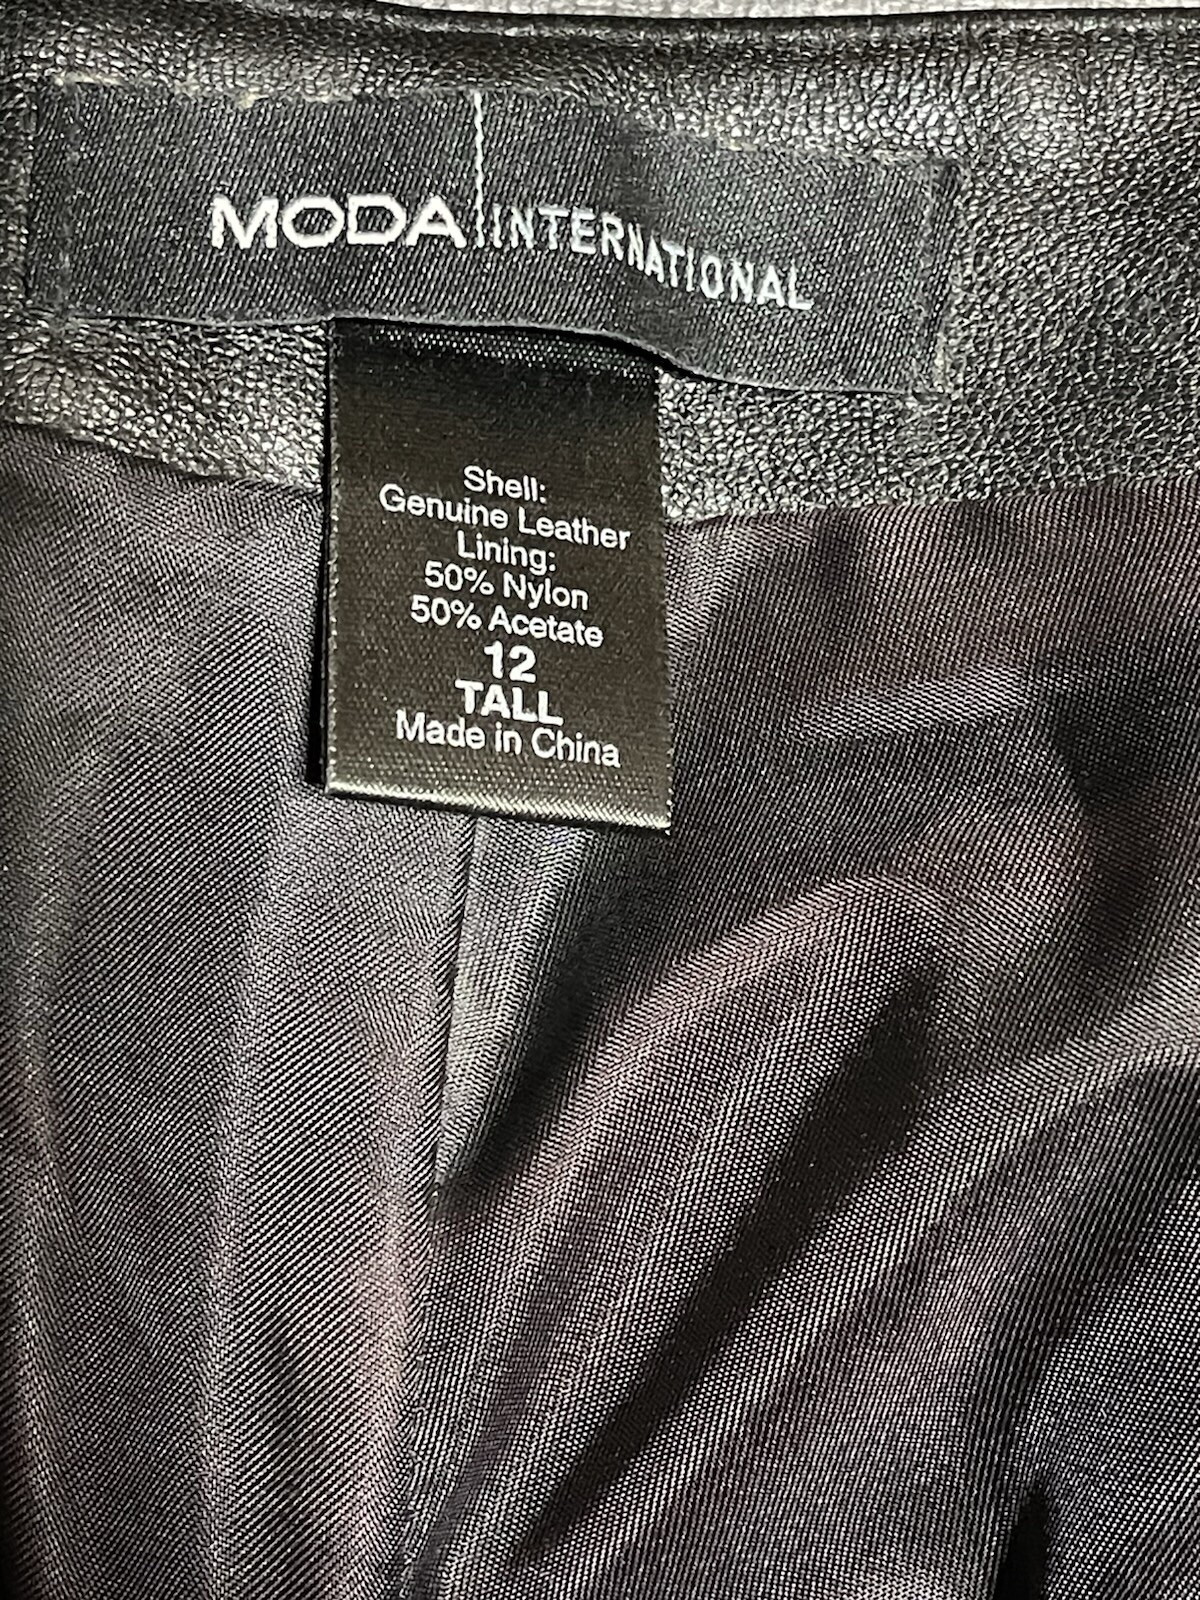 MODA INTERNATIONAL
Shell:
Genuine Leather
Lining:
50% Nylon
50% Acetate
12
TALL
Made in China